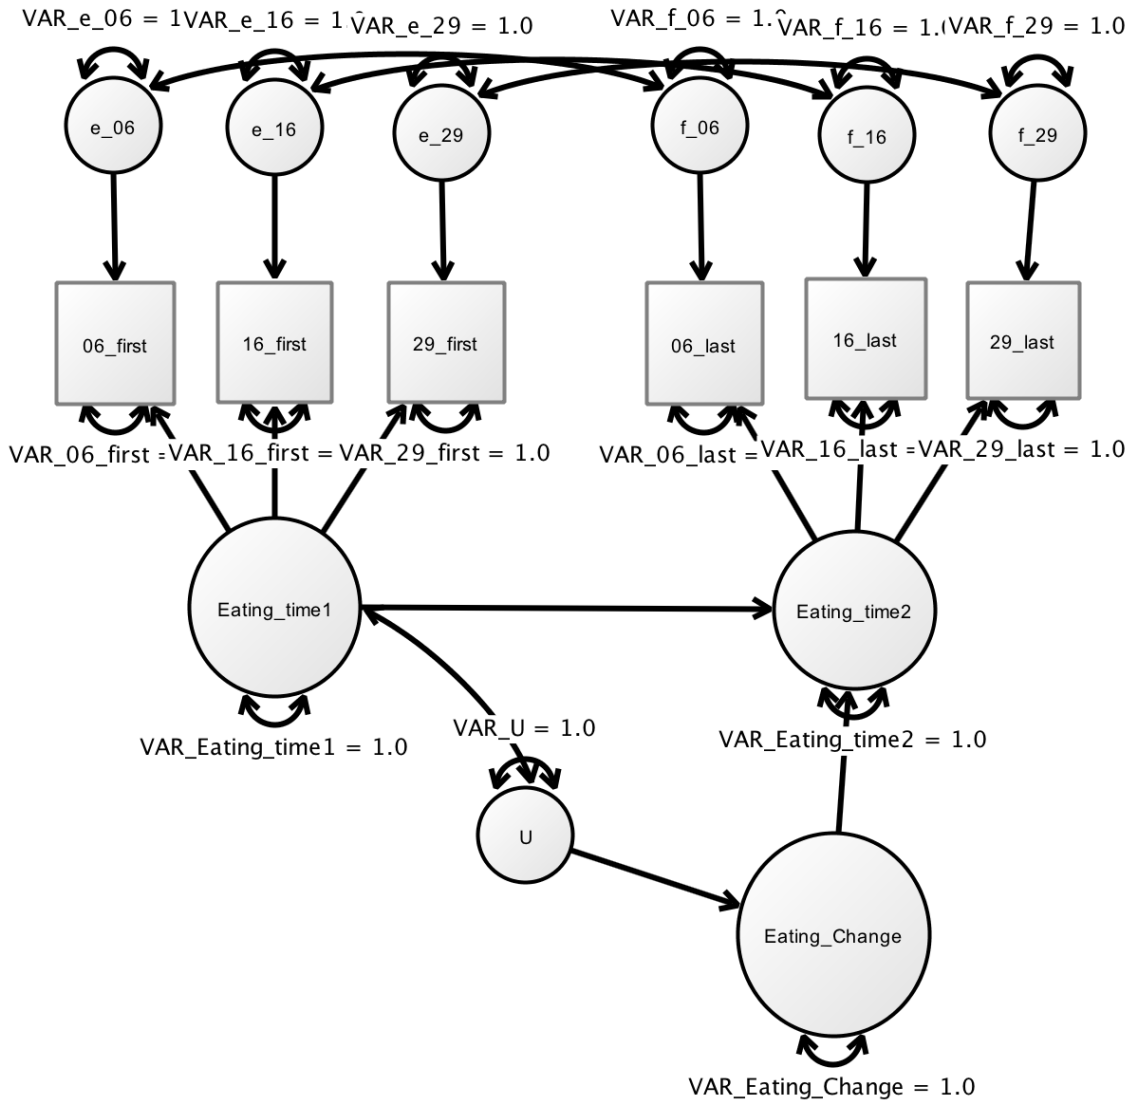 VAR_e_06 = 1
VAR_e_16 = 1.
VAR_e_29 = 1.0
VAR_f_06 = 1.
VAR_f_16 = 1.
VAR_f_29 = 1.0
e_06
e_16
e_29
f_06
f_16
f_29
06_first
16_first
29_first
06_last
16_last
29_last
VAR_06_first =
VAR_16_first =
VAR_29_first = 1.0
VAR_06_last =
VAR_16_last =
VAR_29_last = 1.0
Eating_time1
Eating_time2
VAR_Eating_time1 = 1.0
VAR_U = 1.0
VAR_Eating_time2 = 1.0
U
Eating_Change
VAR_Eating_Change = 1.0